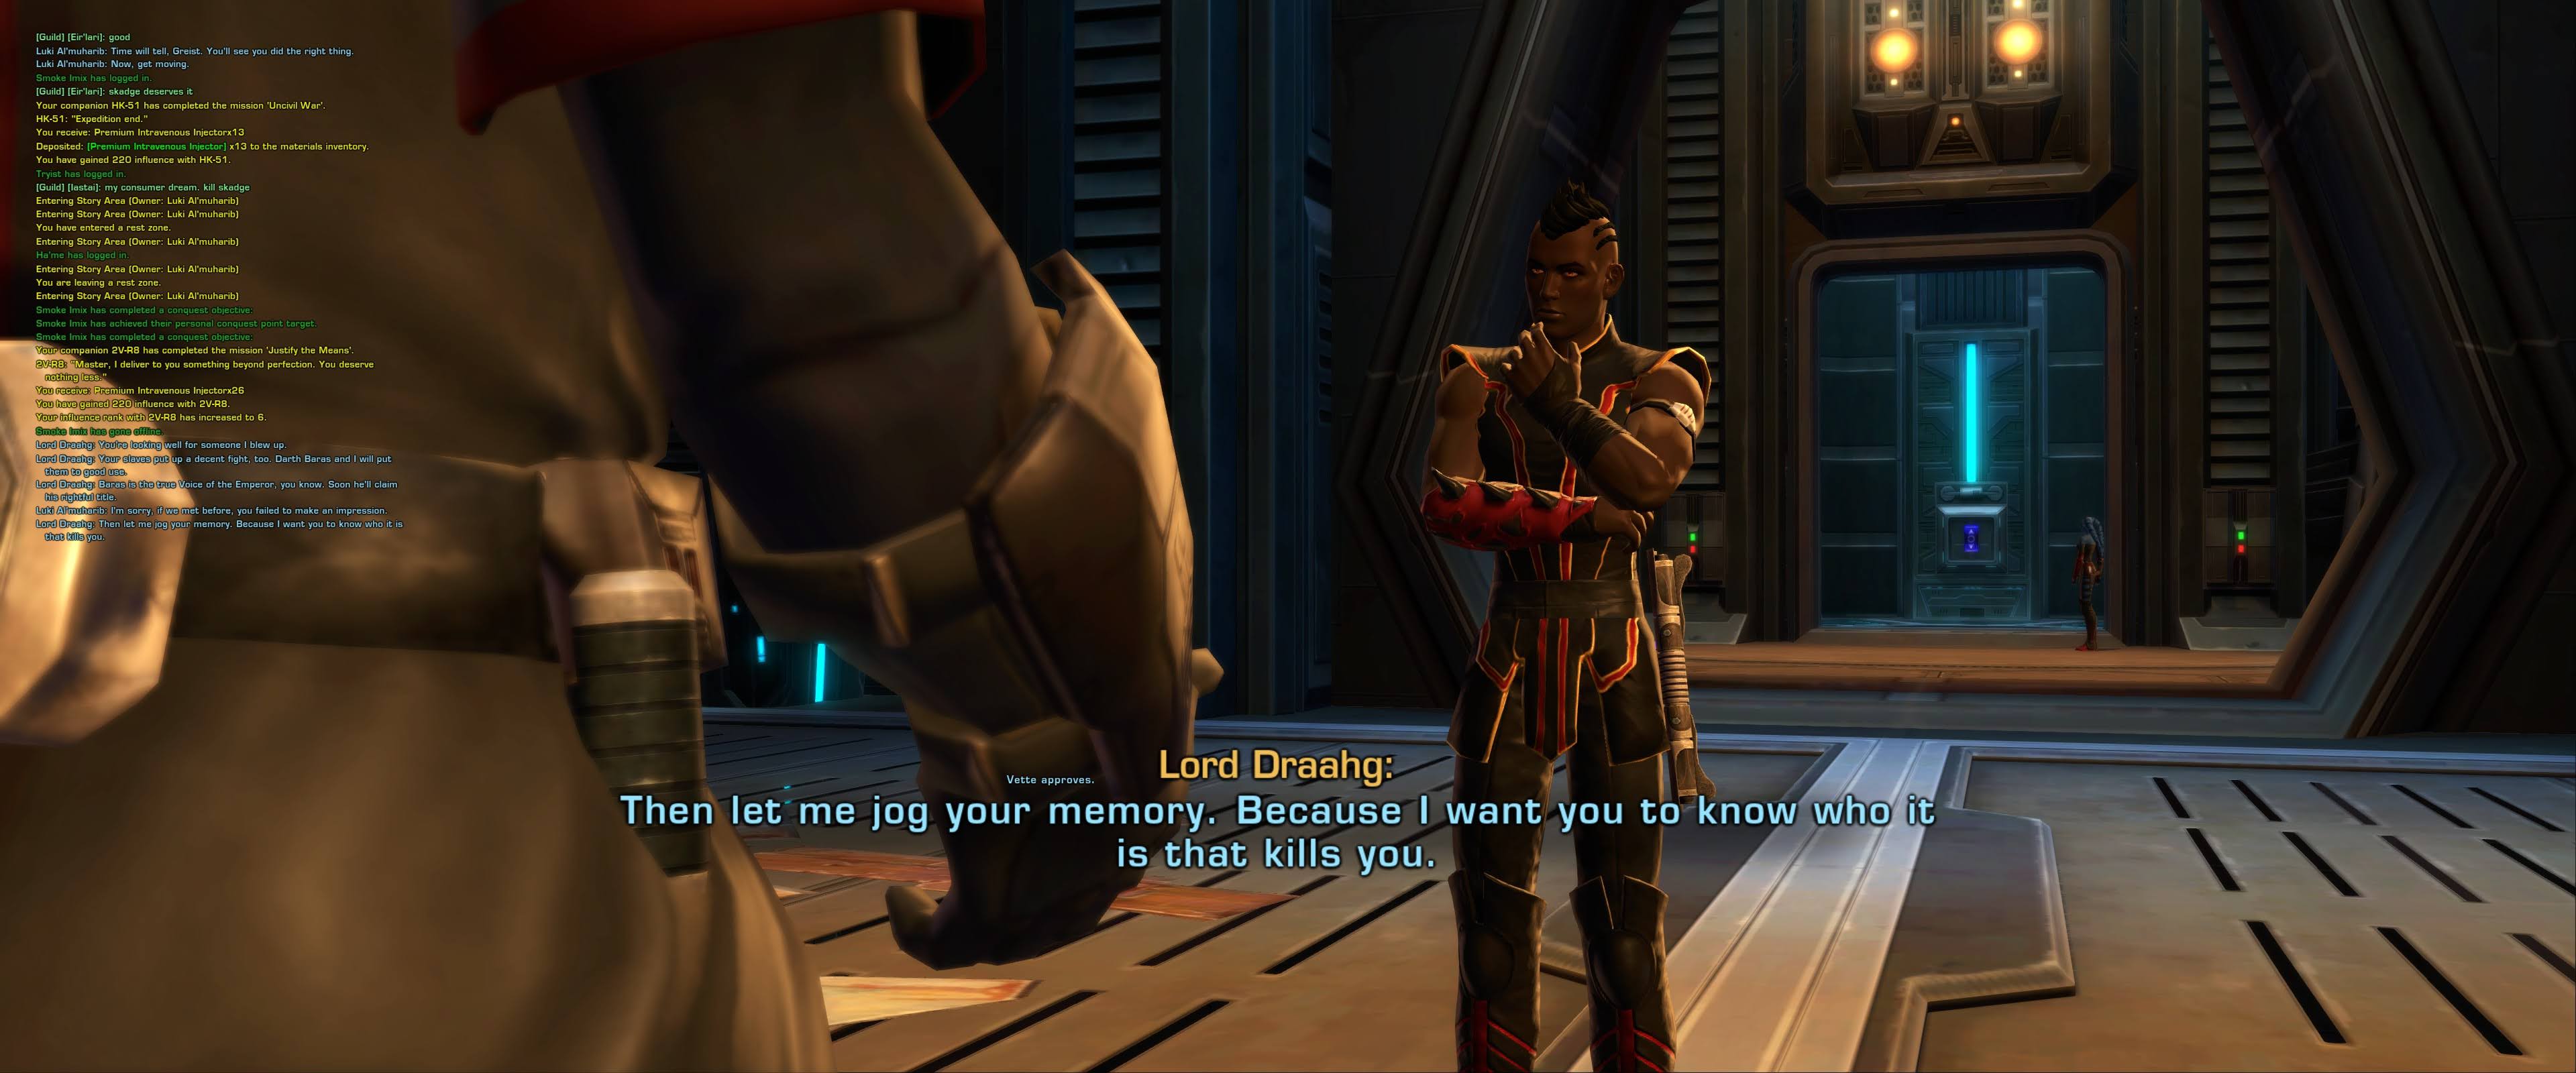 [Guild] [Eir'lari]: good
Luki Al'muharib: Time will tell, Greist. You'll see you did the right thing.
Luki Al'muharib: Now, get moving.
Smoke Imix has logged in.
[Guild] [Eir'lari]: skadge deserves it
Your companion HK-51 has completed the mission 'Uncivil War'.
HK-51: "Expedition end."
You receive: Premium Intravenous Injectorx13
Deposited: [Premium Intravenous Injector] x13 to the materials inventory.
You have gained 220 influence with HK-51.
Tryist has logged in.
[Guild] [Iastai]: my consumer dream. kill skadge
Entering Story Area (Owner: Luki Al'muharib)
Entering Story Area (Owner: Luki Al'muharib)
You have entered a rest zone.
Entering Story Area (Owner: Luki Al'muharib)
Ha'me has logged in.
Entering Story Area (Owner: Luki Al'muharib)
You are leaving a rest zone.
Entering Story Area (Owner: Luki Al'muharib)
Smoke Imix has completed a conquest objective.
Smoke Imix has achieved their personal conquest point target.
Smoke Imix has completed a conquest objective.
Your companion 2V-R8 has completed the mission 'Justify the Means'.
2V-R8: "Master, I deliver to you something beyond perfection. You deserve
nothing less."
You receive: Premium Intravenous Injectorx26
You have gained 220 influence with 2V-R8.
Your influence rank with 2V-R8 has increased to 6.
Smoke Imix has gone offline.
Lord Draahg: You're looking well for someone I blew up.
Lord Draahg: Your slaves put up a decent fight, too. Darth Baras and I will put
them to good use.
Lord Draahg: Baras is the true Voice of the Emperor, you know. Soon he'll claim
his rightful title.
Luki Al'muharib: I'm sorry, if we met before, you failed to make an impression.
Lord Draahg: Then let me jog your memory. Because I want you to know who it is
that kills you.
Vette approves.
Lord Draahg:
Then let me jog your memory. Because I want you to know who it
is that kills you.